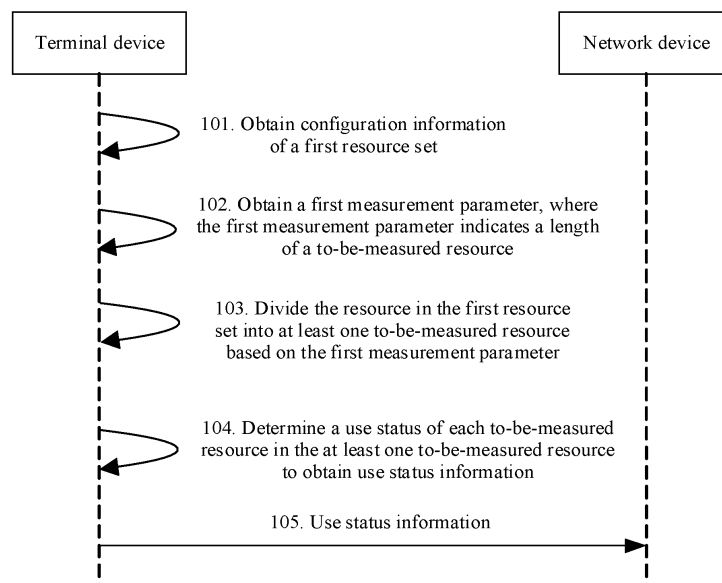 Terminal device
Network device
101. Obtain configuration information
of a first resource set
102. Obtain a first measurement parameter, where
the first measurement parameter indicates a length
of a to-be-measured resource
103. Divide the resource in the first resource
set into at least one to-be-measured resource
based on the first measurement parameter
104. Determine a use status of each to-be-measured
resource in the at least one to-be-measured resource
to obtain use status information
105. Use status information